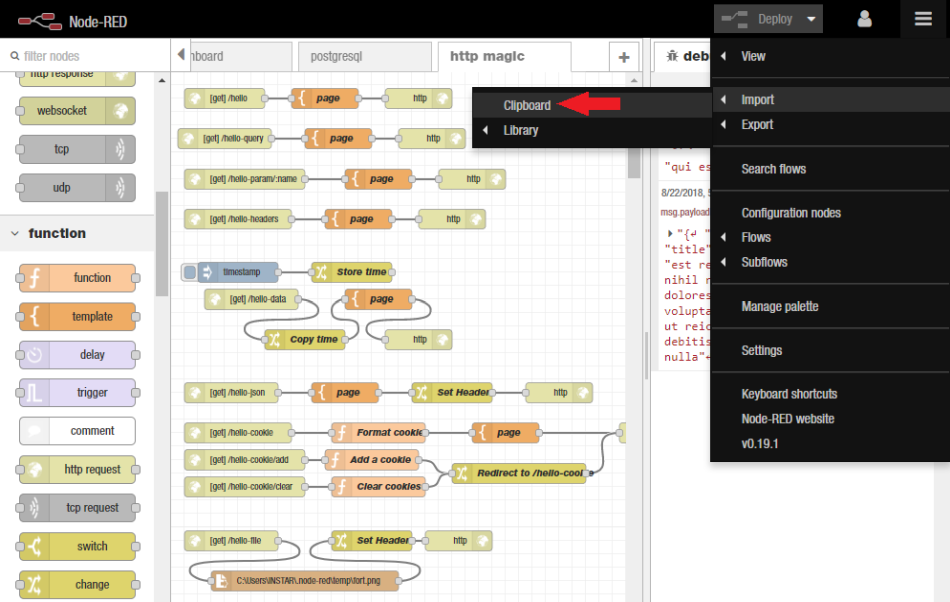 Node-RED
Deploy
filter nodes
http response
websocket
tcp
udp
function
function
template
delay
trigger
comment
http request
tcp request
switch
change
postgresql
http magic
+
[get] /hello
page
http
[get] /hello-query
page
http
[get] /hello-param/:name
page
http
[get] /hello-headers
page
http
timestamp
Store time
[get] /hello-data
page
Copy time
http
[get] /hello-json
page
Set Header
http
[get] /hello-cookie
Format cookie
page
[get] /hello-cookie/add
Add a cookie
Redirect to /hello-cookie
[get] /hello-cookie/clear
Clear cookies
[get] /hello-file
Set Header
http
C:\Users\INSTAR\.node-red\temp\fort.png
Clipboard
Library
View
Import
Export
Search flows
Configuration nodes
Flows
Subflows
Manage palette
Settings
Keyboard shortcuts
Node-RED website
v0.19.1
"qui es
8/22/2018,
msg.payload
"{↵ "
"title"
"est re
nihil
dolores
volupta
ut reic
debitis
nulla"